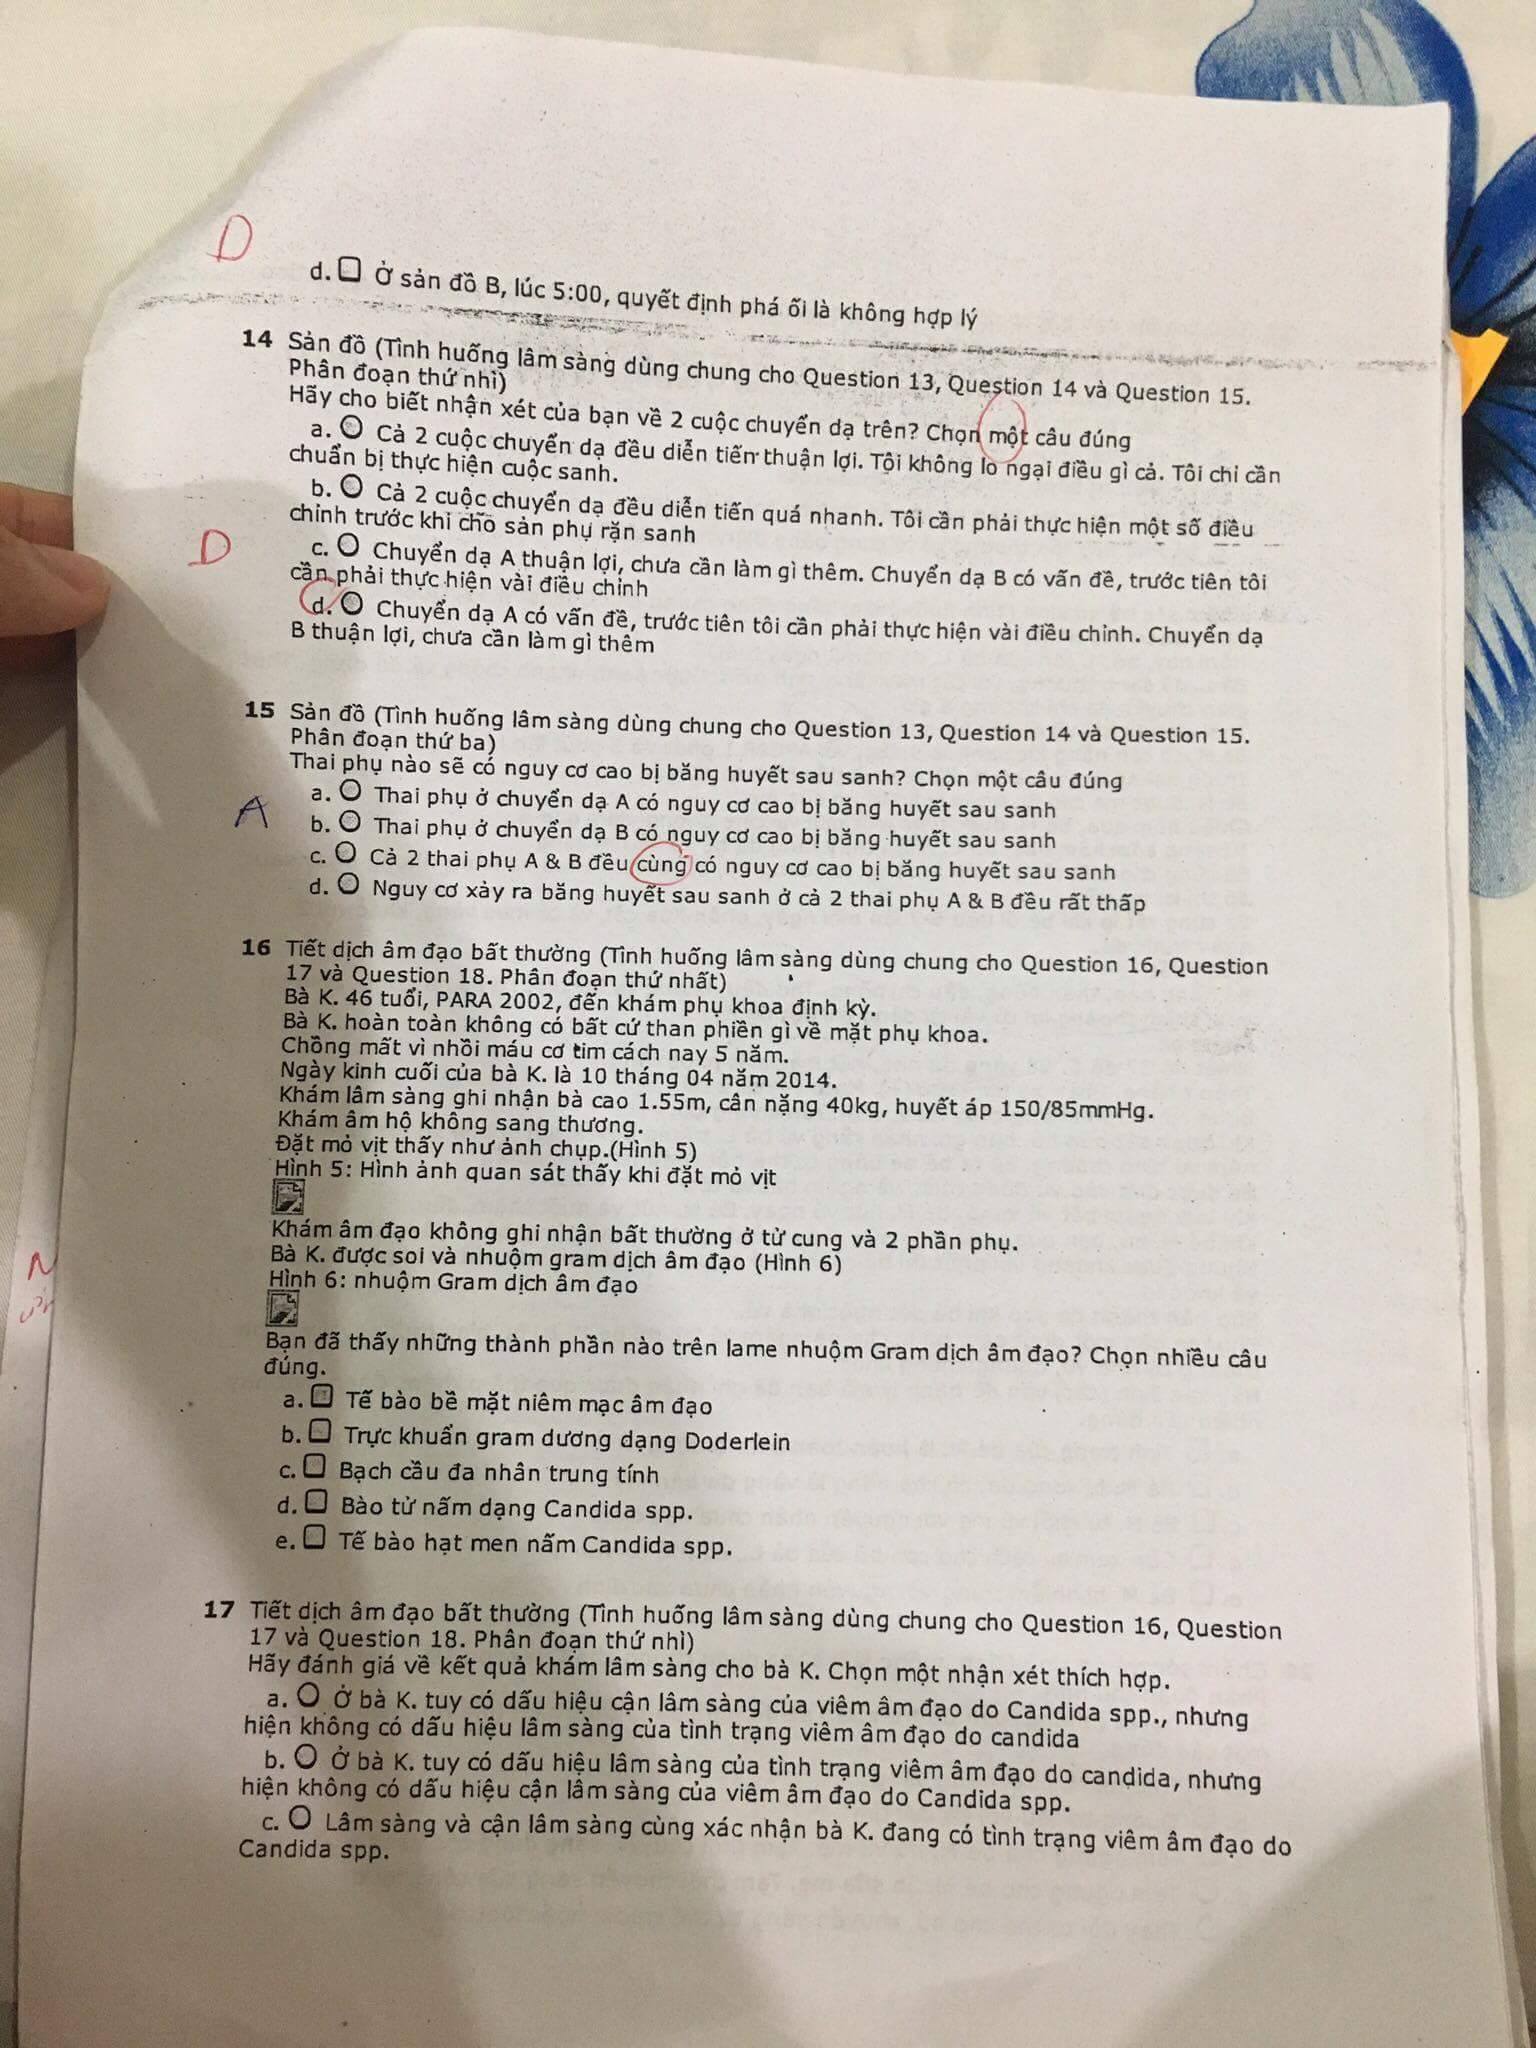 D
d. Ở sản đồ B, lúc 5:00, quyết định phá ối là không hợp lý
14 Sản đồ (Tình huống lâm sàng dùng chung cho Question 13, Question 14 và Question 15.
Phân đoạn thứ nhì)
Hãy cho biết nhận xét của bạn về 2 cuộc chuyển dạ trên? Chọn một câu đúng
a. Cả 2 cuộc chuyển dạ đều diễn tiến thuận lợi. Tôi không lo ngại điều gì cả. Tôi chỉ cần
chuẩn bị thực hiện cuộc sanh.
b. Cả 2 cuộc chuyển dạ đều diễn tiến quá nhanh. Tôi cần phải thực hiện một số điều
chỉnh trước khi cho sản phụ rặn sanh
D
c. Chuyển dạ A thuận lợi, chưa cần làm gì thêm. Chuyển dạ B có vấn đề, trước tiên tôi
cần phải thực hiện vài điều chỉnh
d. Chuyển dạ A có vấn đề, trước tiên tôi cần phải thực hiện vài điều chỉnh. Chuyển dạ
B thuận lợi, chưa cần làm gì thêm
15 Sản đồ (Tình huống lâm sàng dùng chung cho Question 13, Question 14 và Question 15.
Phân đoạn thứ ba)
Thai phụ nào sẽ có nguy cơ cao bị băng huyết sau sanh? Chọn một câu đúng
a. Thai phụ ở chuyển dạ A có nguy cơ cao bị băng huyết sau sanh
A
b. Thai phụ ở chuyển dạ B có nguy cơ cao bị băng huyết sau sanh
c. Cả 2 thai phụ A & B đều cùng có nguy cơ cao bị băng huyết sau sanh
d. Nguy cơ xảy ra băng huyết sau sanh ở cả 2 thai phụ A & B đều rất thấp
16 Tiết dịch âm đạo bất thường (Tình huống lâm sàng dùng chung cho Question 16, Question
17 và Question 18. Phân đoạn thứ nhất)
Bà K. 46 tuổi, PARA 2002, đến khám phụ khoa định kỳ.
Bà K. hoàn toàn không có bất cứ than phiền gì về mặt phụ khoa.
Chồng mất vì nhồi máu cơ tim cách nay 5 năm.
Ngày kinh cuối của bà K. là 10 tháng 04 năm 2014.
Khám lâm sàng ghi nhận bà cao 1.55m, cân nặng 40kg, huyết áp 150/85mmHg.
Khám âm hộ không sang thương.
Đặt mỏ vịt thấy như ảnh chụp.(Hình 5)
Hình 5: Hình ảnh quan sát thấy khi đặt mỏ vịt
Khám âm đạo không ghi nhận bất thường ở tử cung và 2 phần phụ.
Bà K. được soi và nhuộm gram dịch âm đạo (Hình 6)
Hình 6: nhuộm Gram dịch âm đạo
Bạn đã thấy những thành phần nào trên lame nhuộm Gram dịch âm đạo? Chọn nhiều câu
đúng.
a. Tế bào bề mặt niêm mạc âm đạo
b. Trực khuẩn gram dương dạng Doderlein
c. Bạch cầu đa nhân trung tính
d. Bào tử nấm dạng Candida spp.
e. Tế bào hạt men nấm Candida spp.
17 Tiết dịch âm đạo bất thường (Tình huống lâm sàng dùng chung cho Question 16, Question
17 và Question 18. Phân đoạn thứ nhì)
Hãy đánh giá về kết quả khám lâm sàng cho bà K. Chọn một nhận xét thích hợp.
a. Ở bà K. tuy có dấu hiệu cận lâm sàng của viêm âm đạo do Candida spp., nhưng
hiện không có dấu hiệu lâm sàng của tình trạng viêm âm đạo do candida
b. Ở bà K. tuy có dấu hiệu lâm sàng của tình trạng viêm âm đạo do candida, nhưng
hiện không có dấu hiệu cận lâm sàng của viêm âm đạo do Candida spp.
c. Lâm sàng và cận lâm sàng cùng xác nhận bà K. đang có tình trạng viêm âm đạo do
Candida spp.